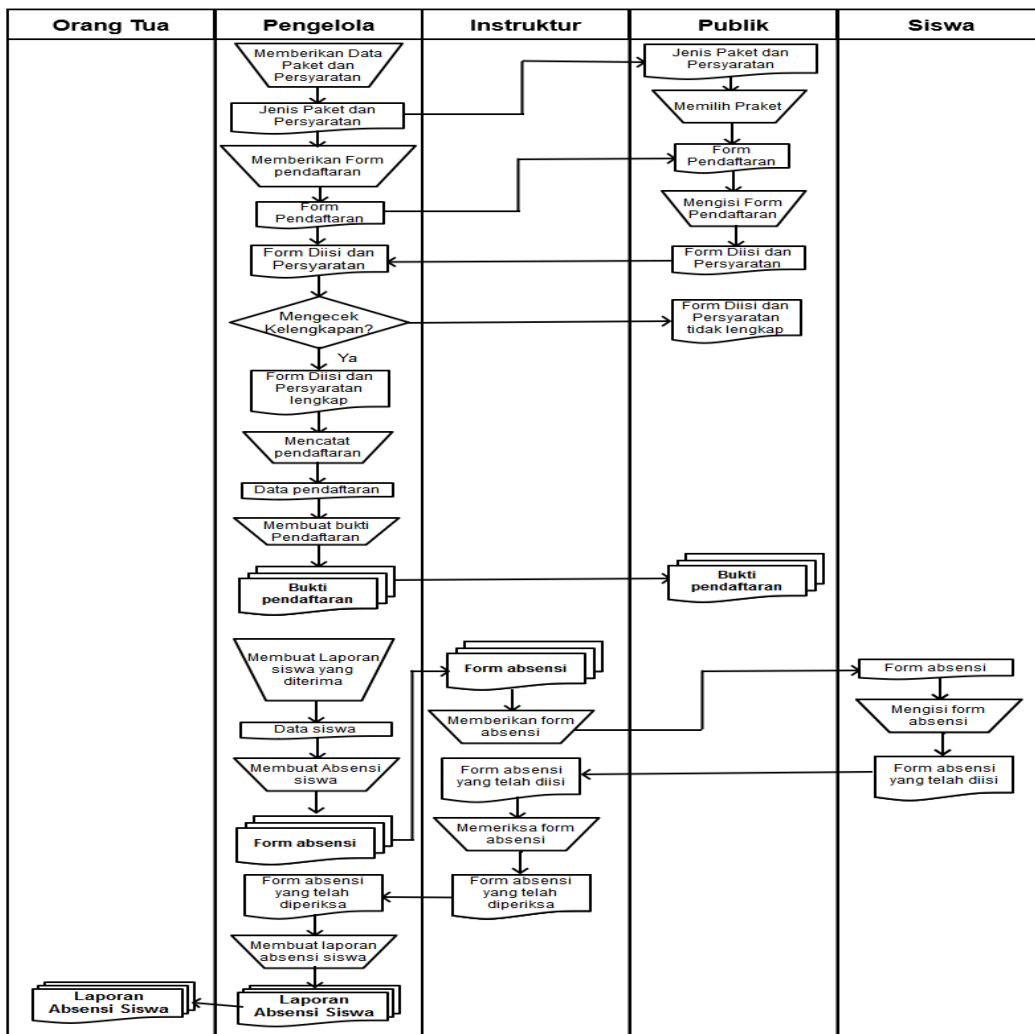 Orang Tua
Pengelola
Instruktur
Publik
Siswa
Memberikan Data
Paket dan
Persyaratan
Jenis Paket dan
Persyaratan
Jenis Paket dan
Persyaratan
Memilih Praket
Memberikan Form
pendaftaran
Form
Pendaftaran
Form
Pendaftaran
Mengisi Form
Pendaftaran
Form Diisi dan
Persyaratan
Form Diisi dan
Persyaratan
Mengecek
Kelengkapan?
Form Diisi dan
Persyaratan
tidak lengkap
Ya
Form Diisi dan
Persyaratan
lengkap
Mencatat
pendaftaran
Data pendaftaran
Membuat bukti
Pendaftaran
Bukti
pendaftaran
Bukti
pendaftaran
Membuat Laporan
siswa yang
diterima
Data siswa
Membuat Absensi
siswa
Form absensi
Form absensi
Memberikan form
absensi
Form absensi
Mengisi form
absensi
Form absensi
yang telah diisi
Form absensi
yang telah diisi
Memeriksa form
absensi
Form absensi
yang telah
diperiksa
Form absensi
yang telah
diperiksa
Membuat laporan
absensi siswa
Laporan
Absensi Siswa
Laporan
Absensi Siswa